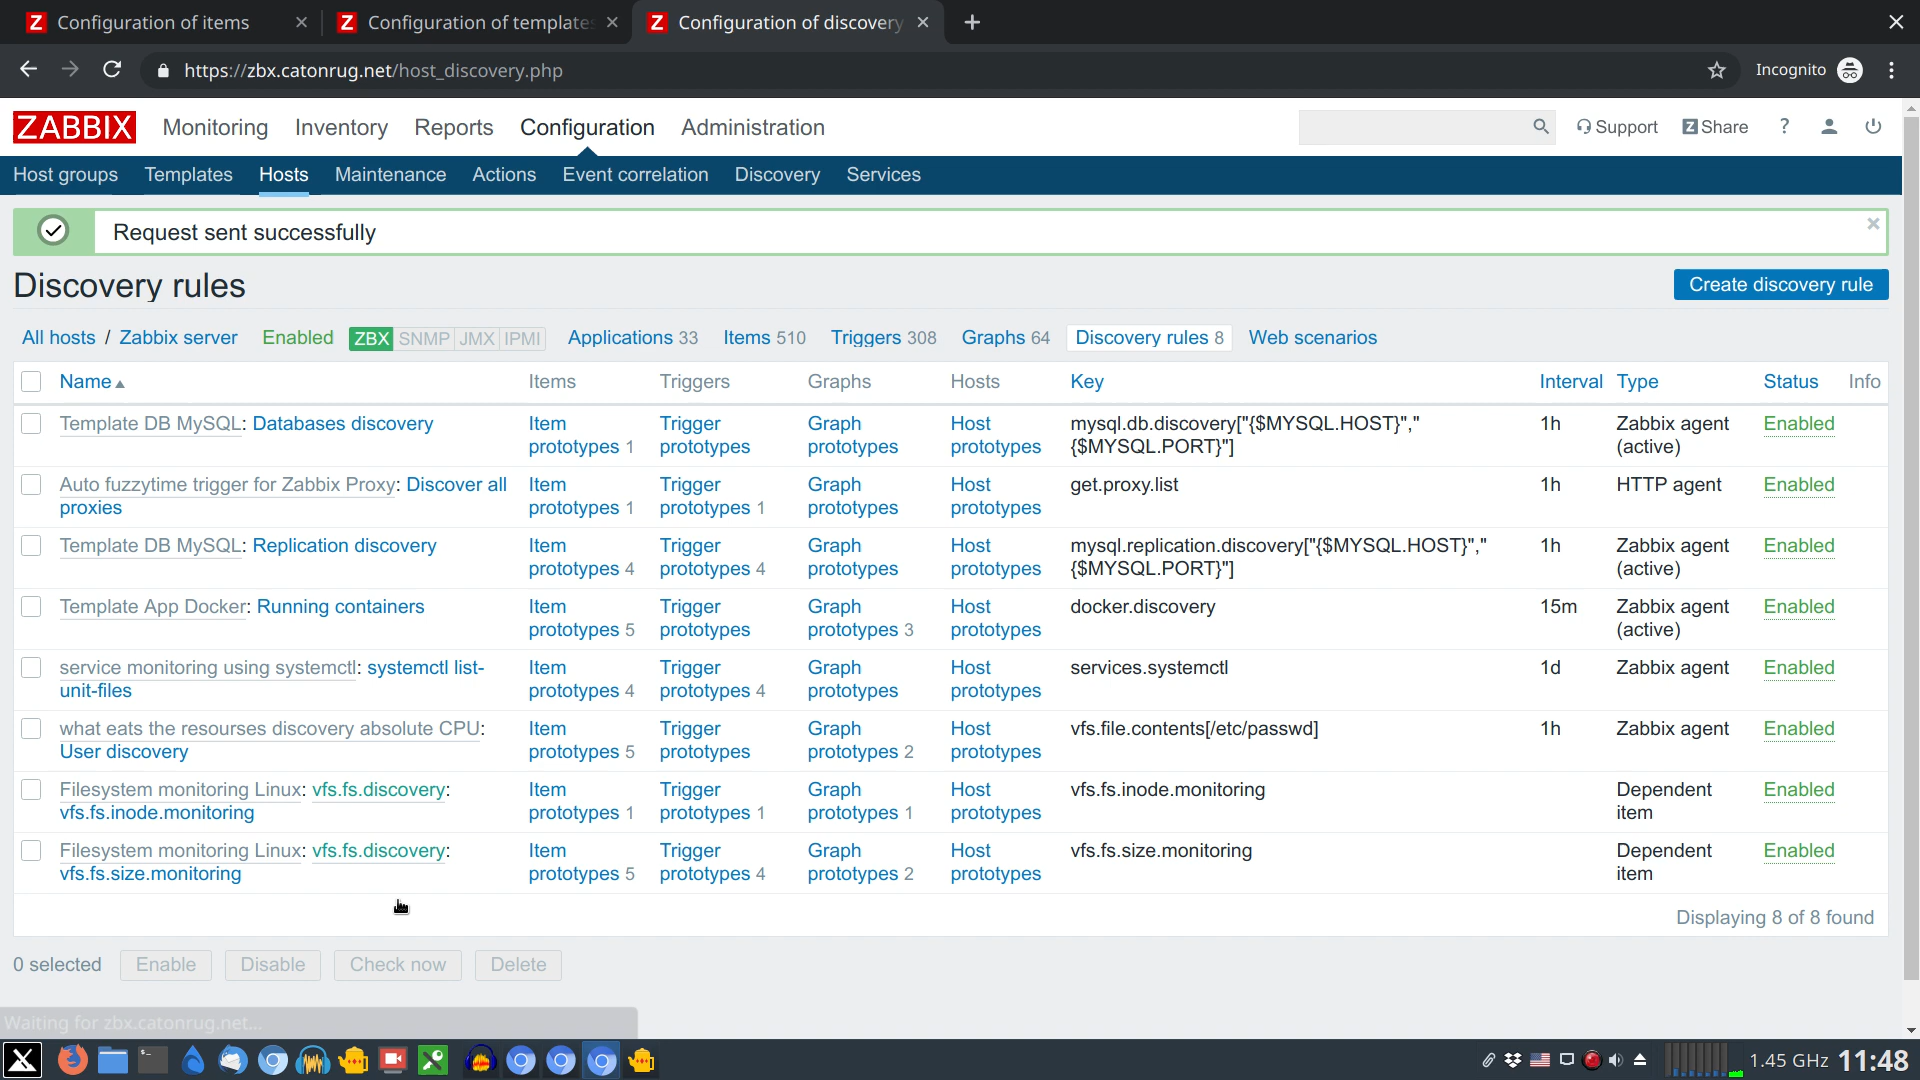 Configuration of items
Configuration of templates
Configuration of discovery
https://zbx.catonrug.net/host_discovery.php
Incognito
ZABBIX Monitoring Inventory Reports Configuration Administration
Support Z Share ?
Host groups Templates Hosts Maintenance Actions Event correlation Discovery Services
Request sent successfully
Discovery rules
Create discovery rule
All hosts / Zabbix server Enabled ZBX SNMP JMX IPMI Applications 33 Items 510 Triggers 308 Graphs 64 Discovery rules 8 Web scenarios
Name Items Triggers Graphs Hosts Key Interval Type Status Info
Template DB MySQL: Databases discovery Item Trigger Graph Host mysql.db.discovery["{$MYSQL.HOST}"," 1h Zabbix agent Enabled
prototypes 1 prototypes prototypes prototypes {$MYSQL.PORT}"] (active)
Auto fuzzytime trigger for Zabbix Proxy: Discover all Item Trigger Graph Host get.proxy.list 1h HTTP agent Enabled
proxies prototypes 1 prototypes 1 prototypes prototypes
Template DB MySQL: Replication discovery Item Trigger Graph Host mysql.replication.discovery["{$MYSQL.HOST}"," 1h Zabbix agent Enabled
prototypes 4 prototypes 4 prototypes prototypes {$MYSQL.PORT}"] (active)
Template App Docker: Running containers Item Trigger Graph Host docker.discovery 15m Zabbix agent Enabled
prototypes 5 prototypes prototypes 3 prototypes (active)
service monitoring using systemctl: systemctl list- Item Trigger Graph Host services.systemctl 1d Zabbix agent Enabled
unit-files prototypes 4 prototypes 4 prototypes prototypes
what eats the resourses discovery absolute CPU: Item Trigger Graph Host vfs.file.contents[/etc/passwd] 1h Zabbix agent Enabled
User discovery prototypes 5 prototypes prototypes 2 prototypes
Filesystem monitoring Linux: vfs.fs.discovery: Item Trigger Graph Host vfs.fs.inode.monitoring Dependent Enabled
vfs.fs.inode.monitoring prototypes 1 prototypes 1 prototypes 1 prototypes item
Filesystem monitoring Linux: vfs.fs.discovery: Item Trigger Graph Host vfs.fs.size.monitoring Dependent Enabled
vfs.fs.size.monitoring prototypes 5 prototypes 4 prototypes 2 prototypes item
Displaying 8 of 8 found
0 selected Enable Disable Check now Delete
Waiting for zbx.catonrug.net...
1.45 GHz 11:48